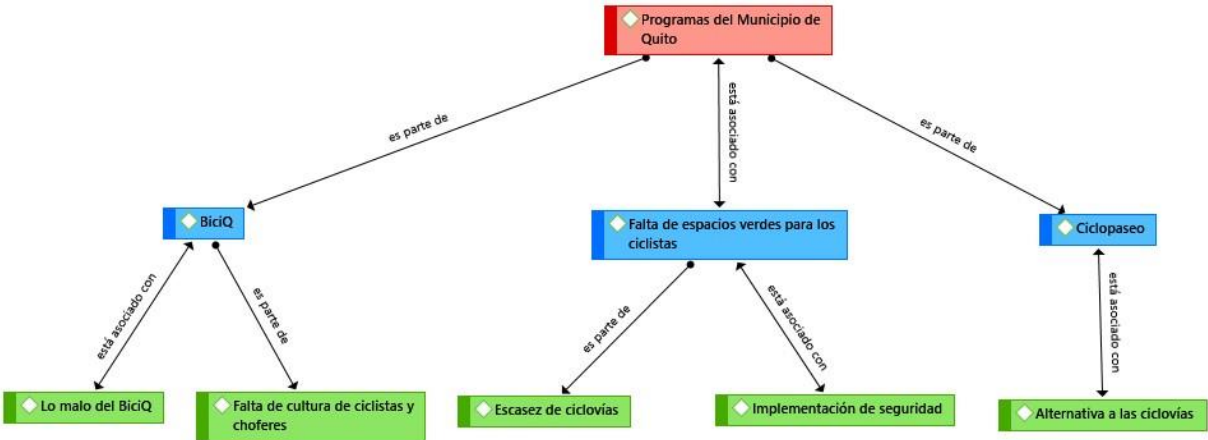 Programas del Municipio de
Quito
es parte de
está asociado con
es parte de
BiciQ
Falta de espacios verdes para los
ciclistas
Ciclopaseo
está asociado con
es parte de
es parte de
está asociado con
está asociado con
Lo malo del BiciQ
Falta de cultura de ciclistas y
choferes
Escasez de ciclovías
Implementación de seguridad
Alternativa a las ciclovías